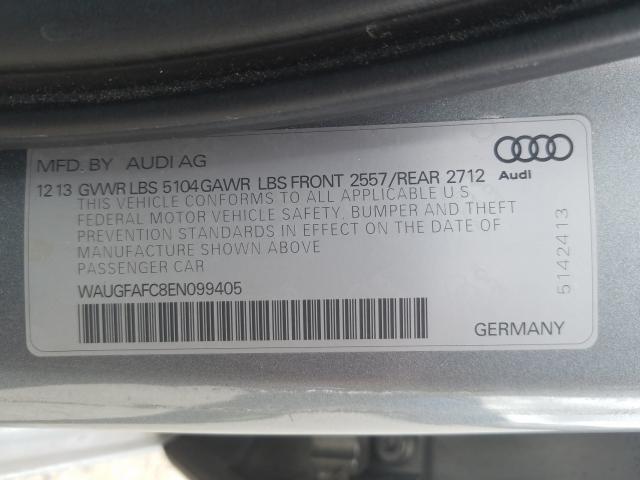 MFD. BY AUDI AG
12 13 GVWR LBS 5104 GAWR LBS FRONT 2557/REAR 2712
Audi
THIS VEHICLE CONFORMS TO ALL APPLICABLE U.S.
FEDERAL MOTOR VEHICLE SAFETY, BUMPER AND THEFT
PREVENTION STANDARDS IN EFFECT ON THE DATE OF
MANUFACTURE SHOWN ABOVE
PASSENGER CAR
WAUGFAFC8EN099405
GERMANY
5142413